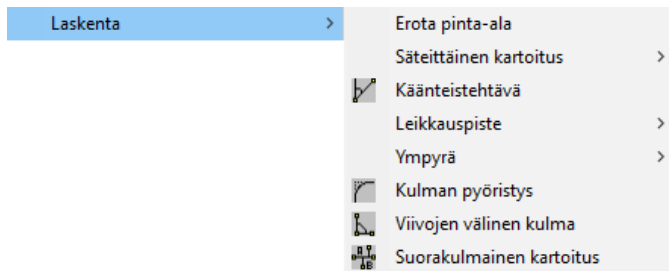 Laskenta
Erota pinta-ala
Säteittäinen kartoitus
Käänteistehtävä
Leikkauspiste
Ympyrä
Kulman pyöristys
Viivojen välinen kulma
Suorakulmainen kartoitus